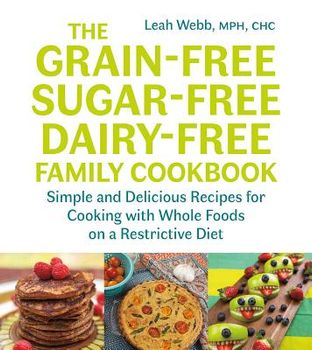 Leah Webb, MPH, CHC
THE
GRAIN-FREE
SUGAR-FREE
DAIRY-FREE
FAMILY COOKBOOK
Simple and Delicious Recipes for
Cooking with Whole Foods
on a Restrictive Diet